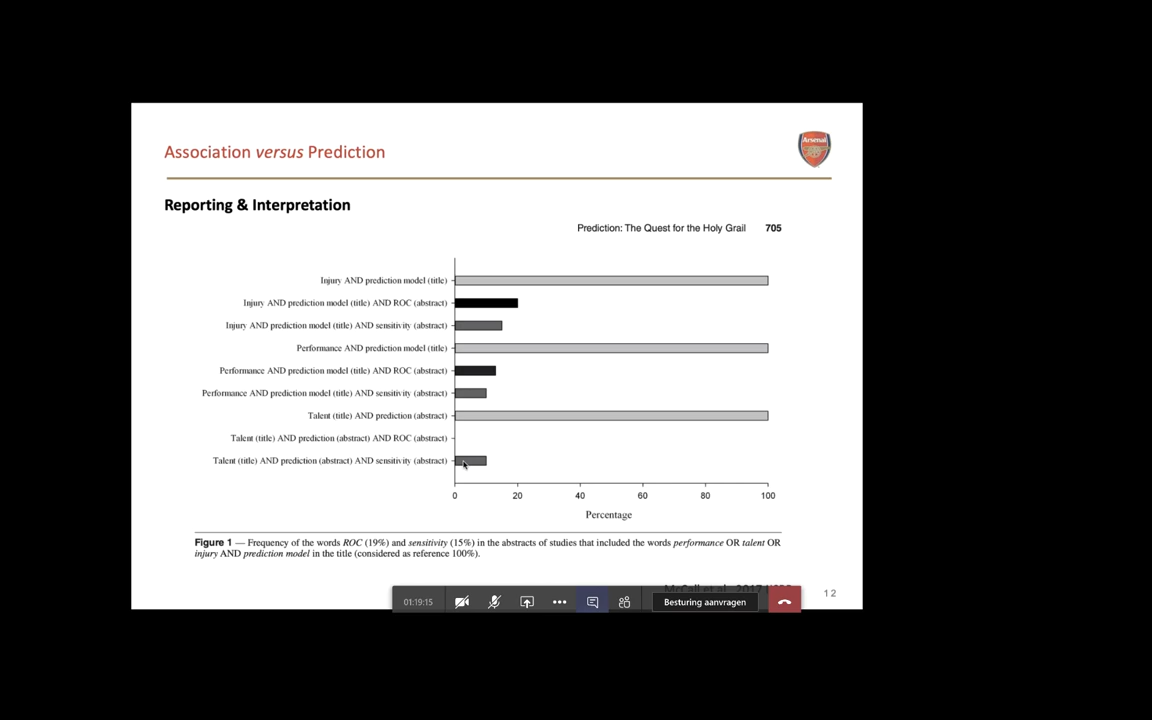 Association versus Prediction
Arsenal
Reporting & Interpretation
Prediction: The Quest for the Holy Grail 705
Injury AND prediction model (title)
Injury AND prediction model (title) AND ROC (abstract)
Injury AND prediction model (title) AND sensitivity (abstract)
Performance AND prediction model (title)
Performance AND prediction model (title) AND ROC (abstract)
Performance AND prediction model (title) AND sensitivity (abstract)
Talent (title) AND prediction (abstract)
Talent (title) AND prediction (abstract) AND ROC (abstract)
Talent (title) AND prediction (abstract) AND sensitivity (abstract)
0 20 40 60 80 100
Percentage
Figure 1 — Frequency of the words ROC (19%) and sensitivity (15%) in the abstracts of studies that included the words performance OR talent OR
injury AND prediction model in the title (considered as reference 100%).
12
01:19:15
Besturing aanvragen